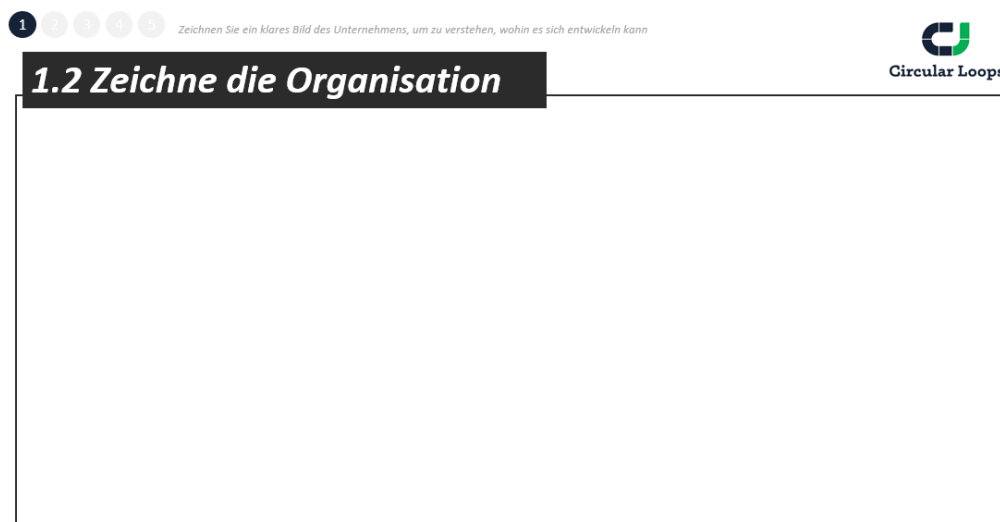 1 2 3 4 5 Zeichnen Sie ein klares Bild des Unternehmens, um zu verstehen, wohin es sich entwickeln kann
Circular Loops
1.2 Zeichne die Organisation